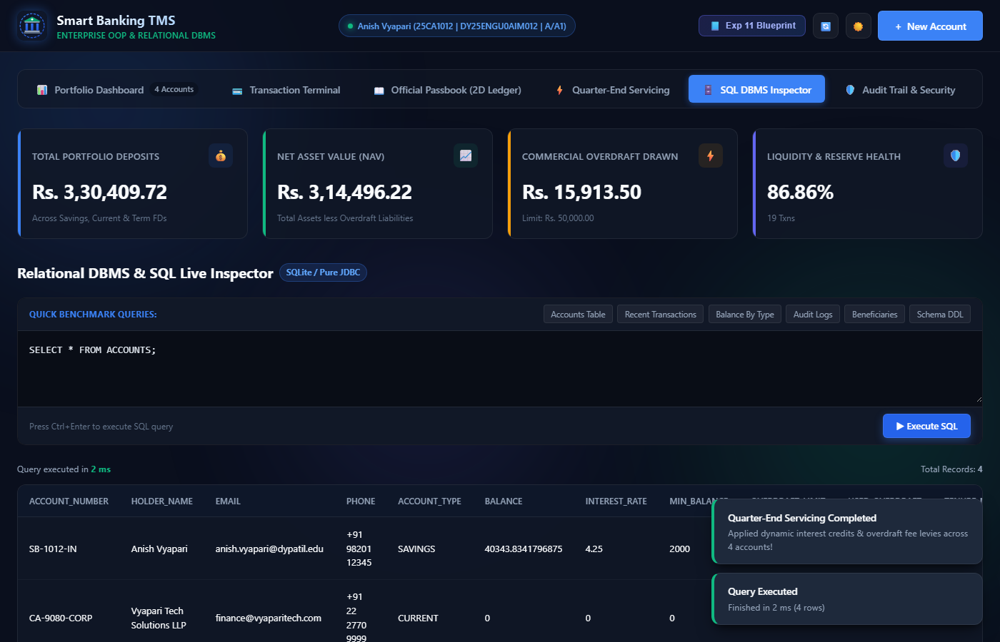 Smart Banking TMS
ENTERPRISE OOP & RELATIONAL DBMS
Anish Vyapari (25CA1012 | DY25ENGU0AIM012 | A/A1)
Exp 11 Blueprint
+ New Account
Portfolio Dashboard 4 Accounts
Transaction Terminal
Official Passbook (2D Ledger)
Quarter-End Servicing
SQL DBMS Inspector
Audit Trail & Security
TOTAL PORTFOLIO DEPOSITS
Rs. 3,30,409.72
Across Savings, Current & Term FDs
NET ASSET VALUE (NAV)
Rs. 3,14,496.22
Total Assets less Overdraft Liabilities
COMMERCIAL OVERDRAFT DRAWN
Rs. 15,913.50
Limit: Rs. 50,000.00
LIQUIDITY & RESERVE HEALTH
86.86%
19 Txns
Relational DBMS & SQL Live Inspector SQLite / Pure JDBC
QUICK BENCHMARK QUERIES:
Accounts Table
Recent Transactions
Balance By Type
Audit Logs
Beneficiaries
Schema DDL
SELECT * FROM ACCOUNTS;
Press Ctrl+Enter to execute SQL query
Execute SQL
Query executed in 2 ms
Total Records: 4
ACCOUNT_NUMBER HOLDER_NAME EMAIL PHONE ACCOUNT_TYPE BALANCE INTEREST_RATE
SB-1012-IN
Anish Vyapari
anish.vyapari@dypatil.edu
+91
98201
12345
SAVINGS
40343.8341796875
4.25
2000
CA-9080-CORP
Vyapari Tech
Solutions LLP
finance@vyaparitech.com
+91
22
2770
9999
CURRENT
0
0
0
Quarter-End Servicing Completed
Applied dynamic interest credits & overdraft fee levies across
4 accounts!
Query Executed
Finished in 2 ms (4 rows)